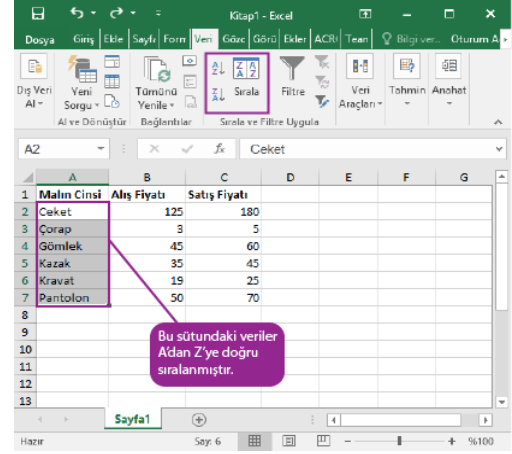 Kitap1 - Excel
Dosya Giriş Ekle Sayfa Form Veri Gözc Görü Ekler ACRI Tean Bilgi ver... Oturum A
Dış Veri Al
Yeni Sorgu
Tümünü Yenile
Sırala
Filtre
Veri Araçları
Tahmin
Anahat
Al ve Dönüştür Bağlantılar Sırala ve Filtre Uygula
A2 fx Ceket
A B C D E F G
1 Malın Cinsi Alış Fiyatı Satış Fiyatı
2 Ceket 125 180
3 Çorap 3 5
4 Gömlek 45 60
5 Kazak 35 45
6 Kravat 19 25
7 Pantolon 50 70
8
9
10
11
12
13
Bu sütundaki veriler
A'dan Z'ye doğru
sıralanmıştır.
Sayfa1
Hazır Say: 6 %100